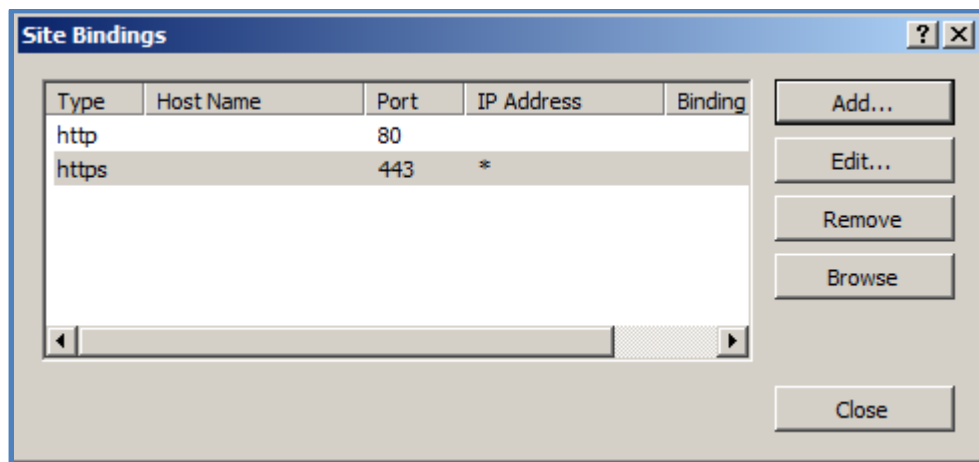 Site Bindings
Type Host Name Port IP Address Binding
http 80
https 443 *
Add...
Edit...
Remove
Browse
Close